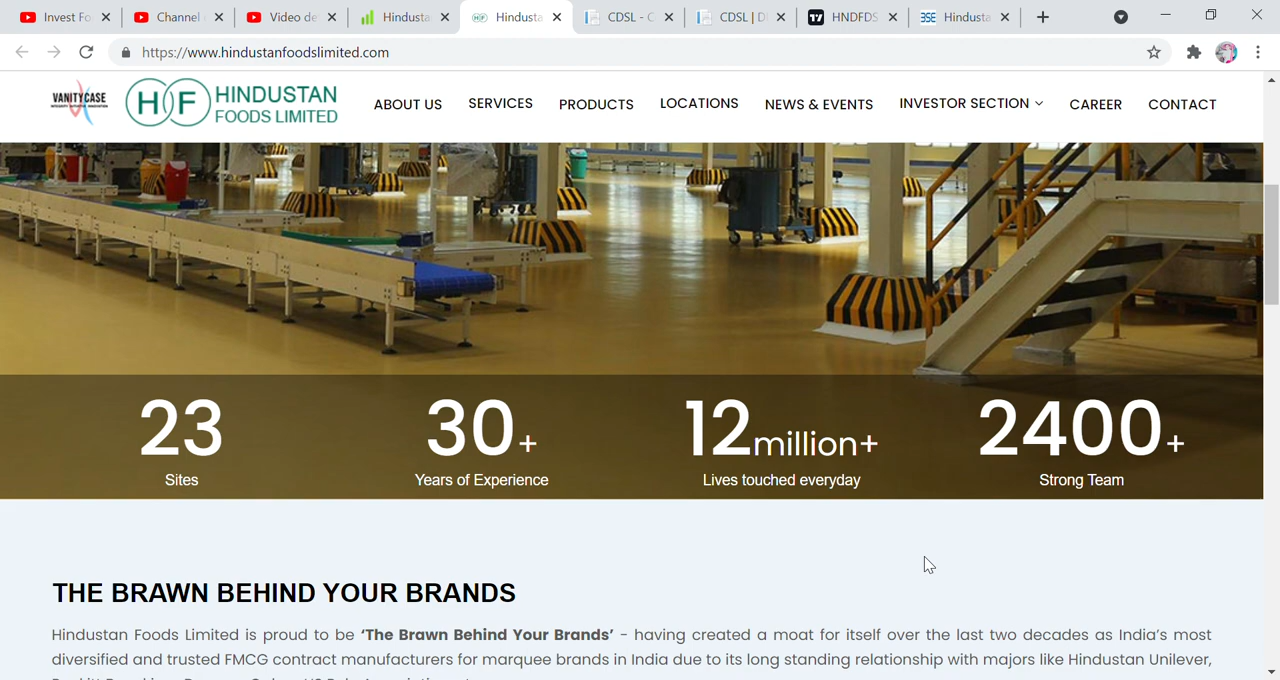 Invest Fo
Channel
Video de
Hindusta
Hindusta
CDSL - C
CDSL | D
HNDFDS
BSE Hindusta
https://www.hindustanfoodslimited.com
VANITYCASE
HF
HINDUSTAN
FOODS LIMITED
ABOUT US
SERVICES
PRODUCTS
LOCATIONS
NEWS & EVENTS
INVESTOR SECTION
CAREER
CONTACT
23
Sites
30+
Years of Experience
12million+
Lives touched everyday
2400+
Strong Team
THE BRAWN BEHIND YOUR BRANDS
Hindustan Foods Limited is proud to be ‘The Brawn Behind Your Brands’ - having created a moat for itself over the last two decades as India’s most
diversified and trusted FMCG contract manufacturers for marquee brands in India due to its long standing relationship with majors like Hindustan Unilever,